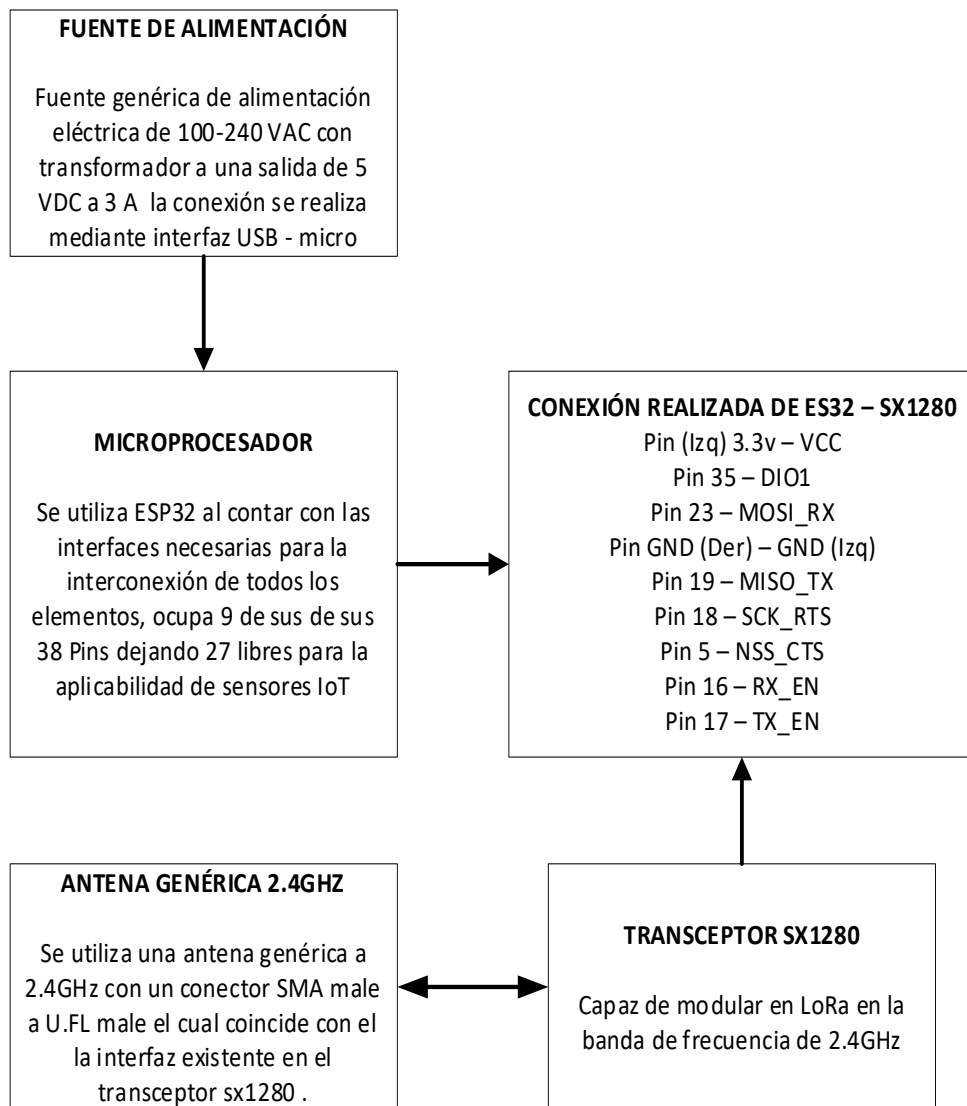 FUENTE DE ALIMENTACIÓN
Fuente genérica de alimentación
eléctrica de 100-240 VAC con
transformador a una salida de 5
VDC a 3 A la conexión se realiza
mediante interfaz USB - micro
MICROPROCESADOR
Se utiliza ESP32 al contar con las
interfaces necesarias para la
interconexión de todos los
elementos, ocupa 9 de sus de sus
38 Pins dejando 27 libres para la
aplicabilidad de sensores IoT
CONEXIÓN REALIZADA DE ES32 – SX1280
Pin (Izq) 3.3v – VCC
Pin 35 – DIO1
Pin 23 – MOSI_RX
Pin GND (Der) – GND (Izq)
Pin 19 – MISO_TX
Pin 18 – SCK_RTS
Pin 5 – NSS_CTS
Pin 16 – RX_EN
Pin 17 – TX_EN
ANTENA GENÉRICA 2.4GHZ
Se utiliza una antena genérica a
2.4GHz con un conector SMA male
a U.FL male el cual coincide con el
la interfaz existente en el
transceptor sx1280 .
TRANSCEPTOR SX1280
Capaz de modular en LoRa en la
banda de frecuencia de 2.4GHz